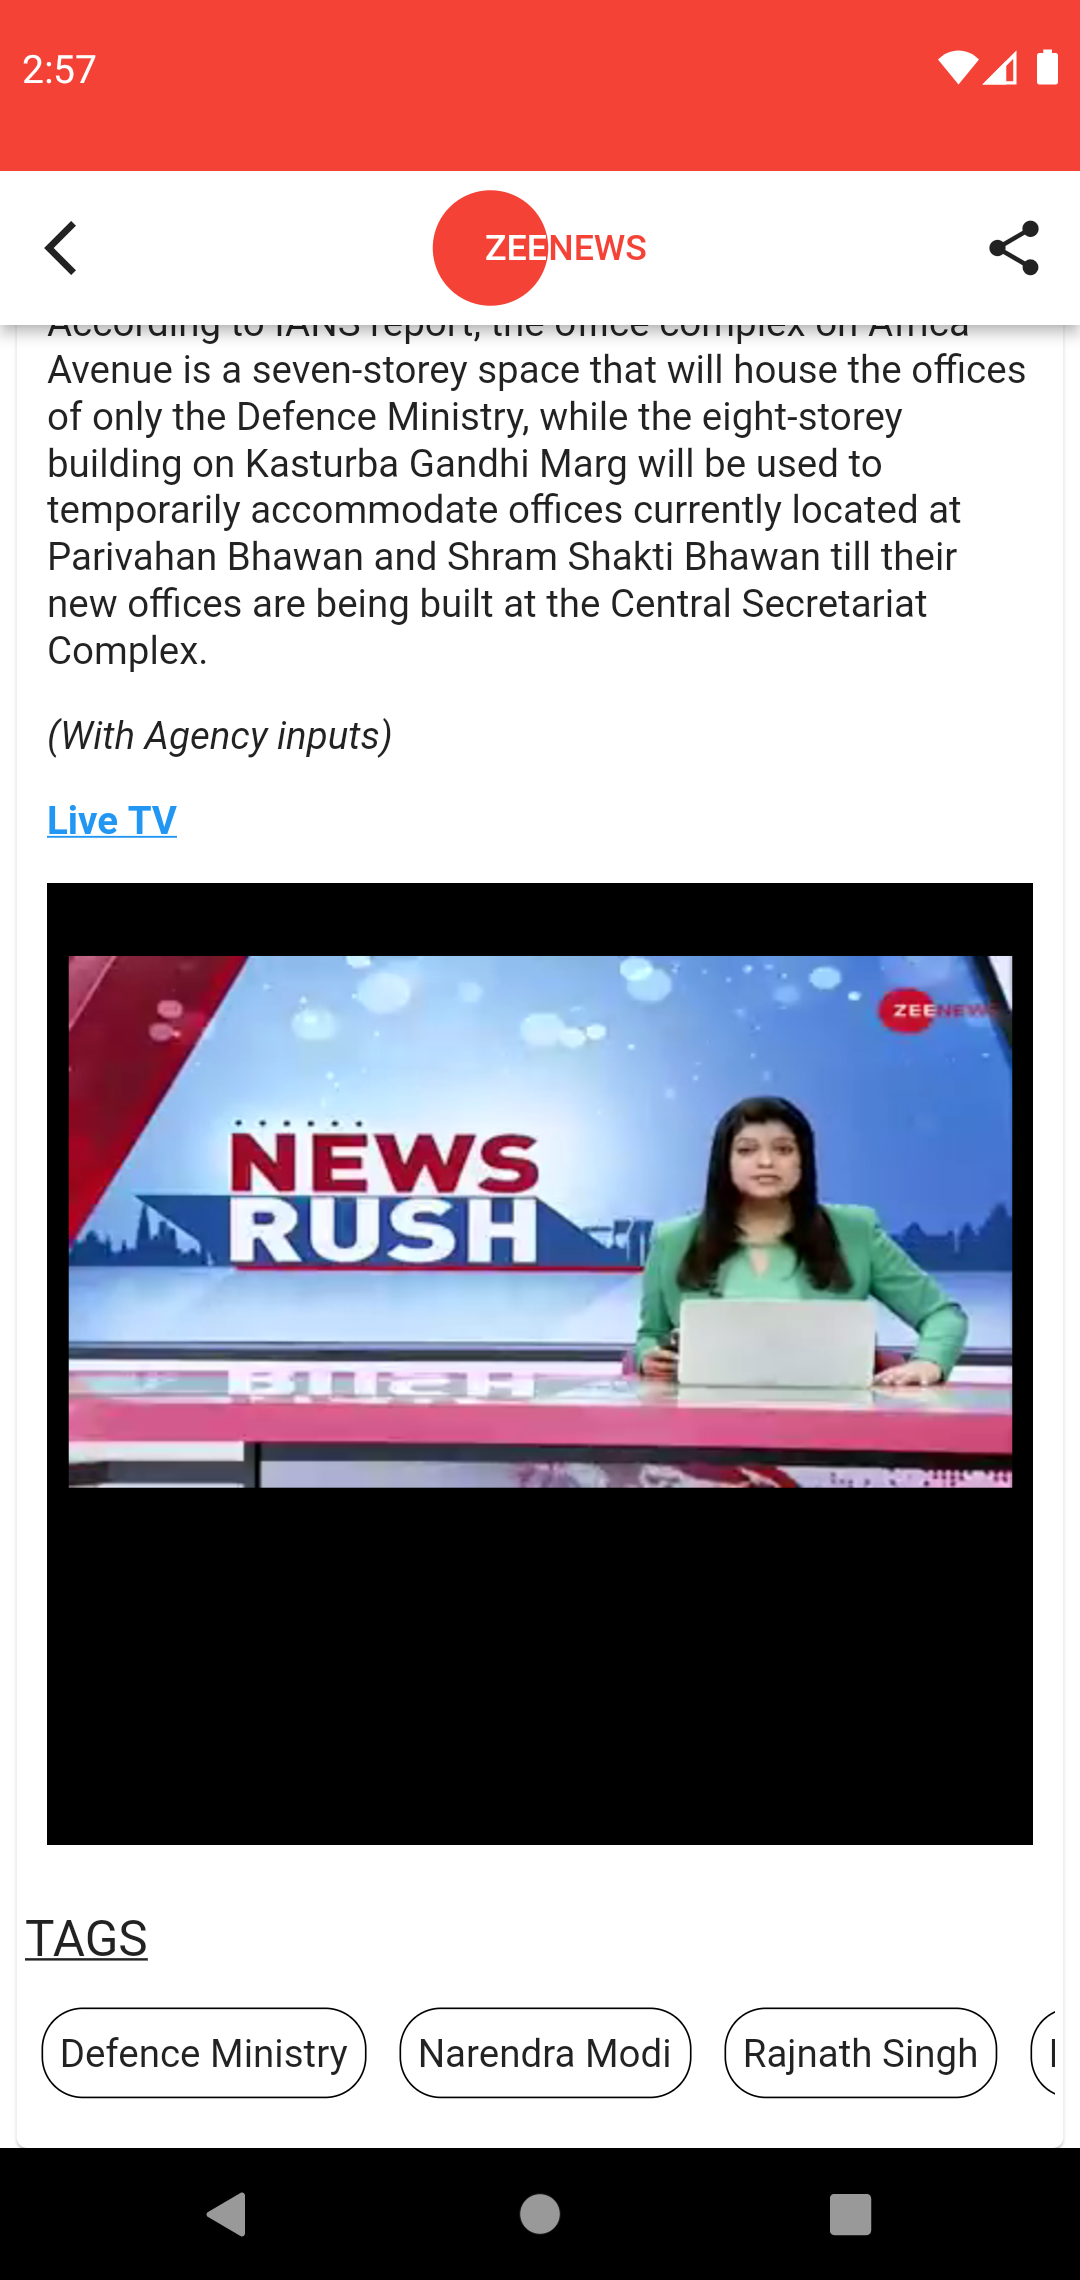 2:57
ZEENEWS
According to IANS report, the office complex on Africa
Avenue is a seven-storey space that will house the offices
of only the Defence Ministry, while the eight-storey
building on Kasturba Gandhi Marg will be used to
temporarily accommodate offices currently located at
Parivahan Bhawan and Shram Shakti Bhawan till their
new offices are being built at the Central Secretariat
Complex.
(With Agency inputs)
Live TV
ZEENEWS
NEWS
RUSH
TAGS
Defence Ministry
Narendra Modi
Rajnath Singh